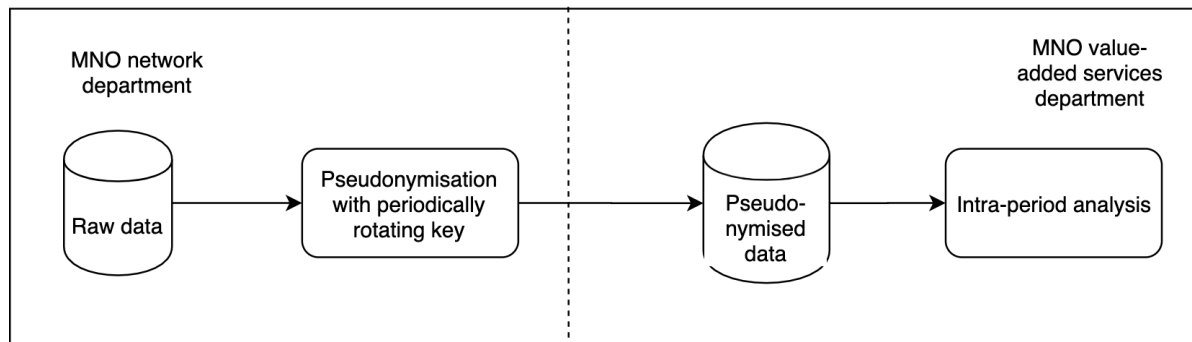 MNO network
department
MNO value-
added services
department
Raw data
Pseudonymisation
with periodically
rotating key
Pseudo-
nymised
data
Intra-period analysis